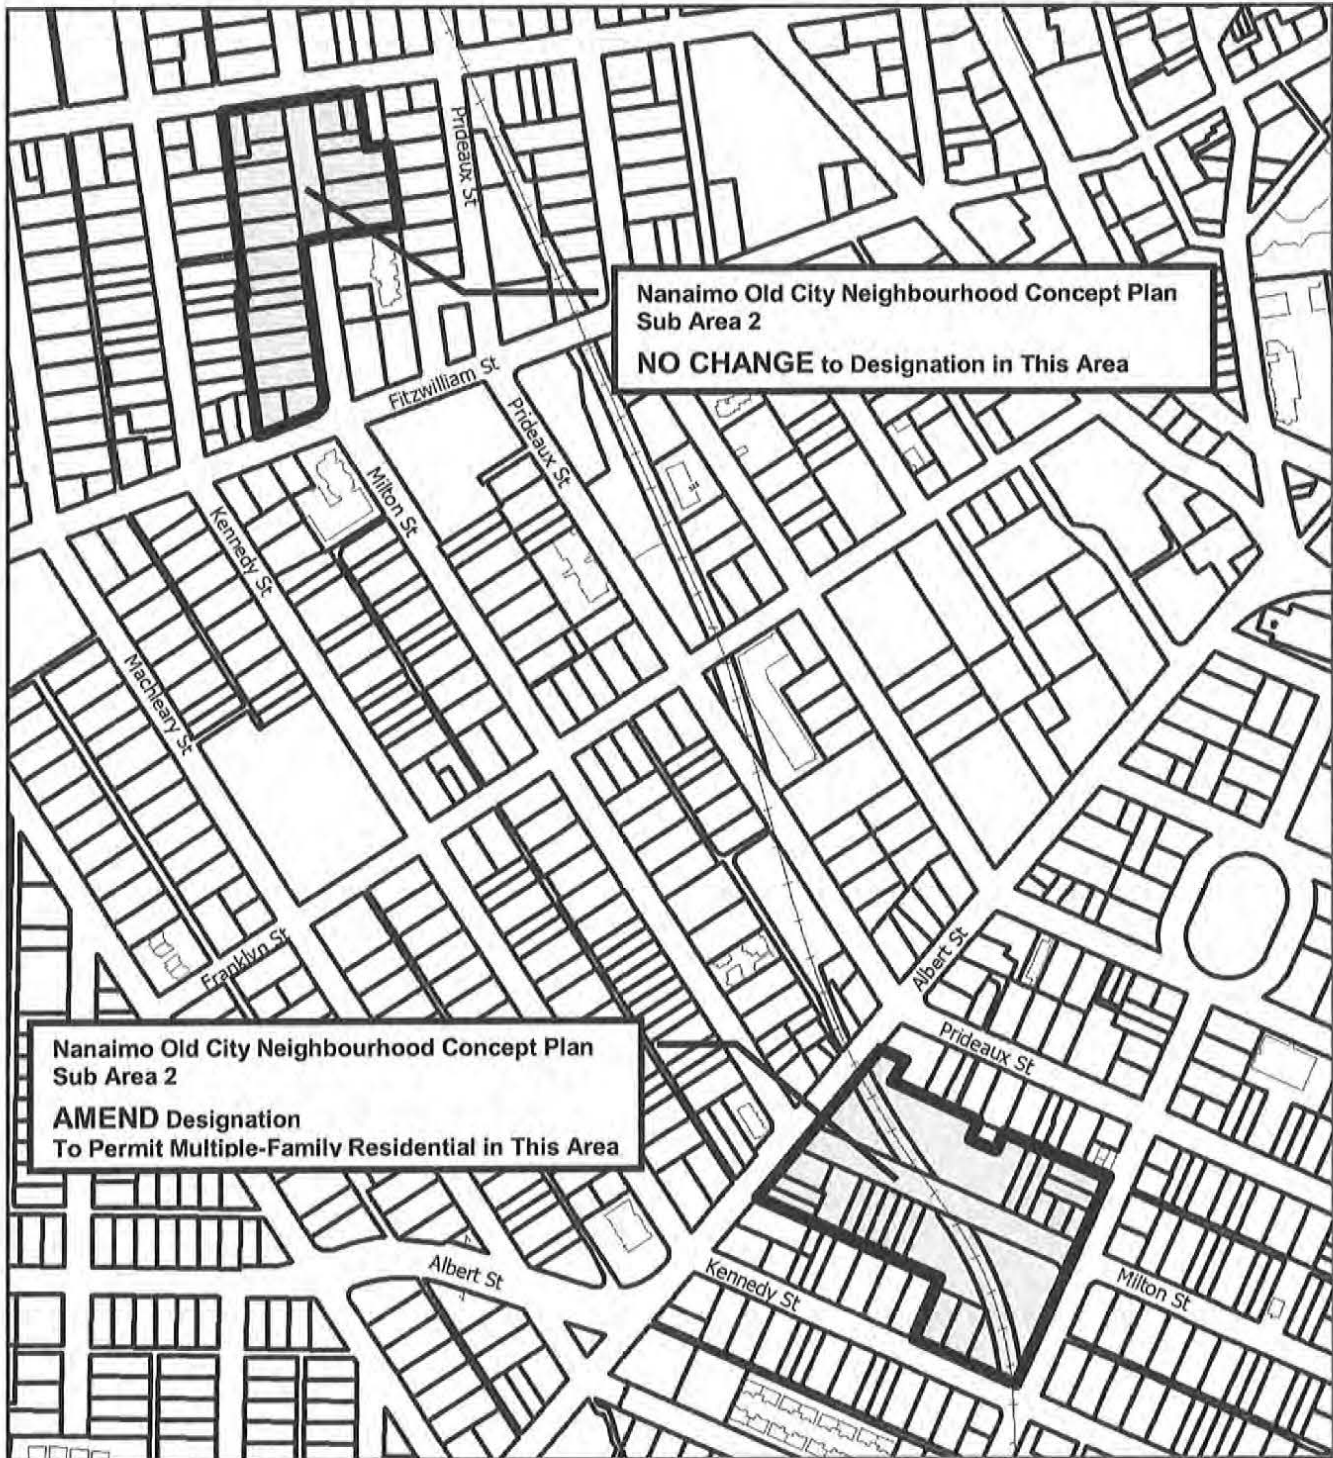 Prideaux St
Nanaimo Old City Neighbourhood Concept Plan
Sub Area 2
NO CHANGE to Designation in This Area
Fitzwilliam St
Prideaux St
Milton St
Kennedy St
Machleary St
Franklyn St
Albert St
Nanaimo Old City Neighbourhood Concept Plan
Sub Area 2
AMEND Designation
To Permit Multiple-Family Residential in This Area
Prideaux St
Albert St
Kennedy St
Milton St